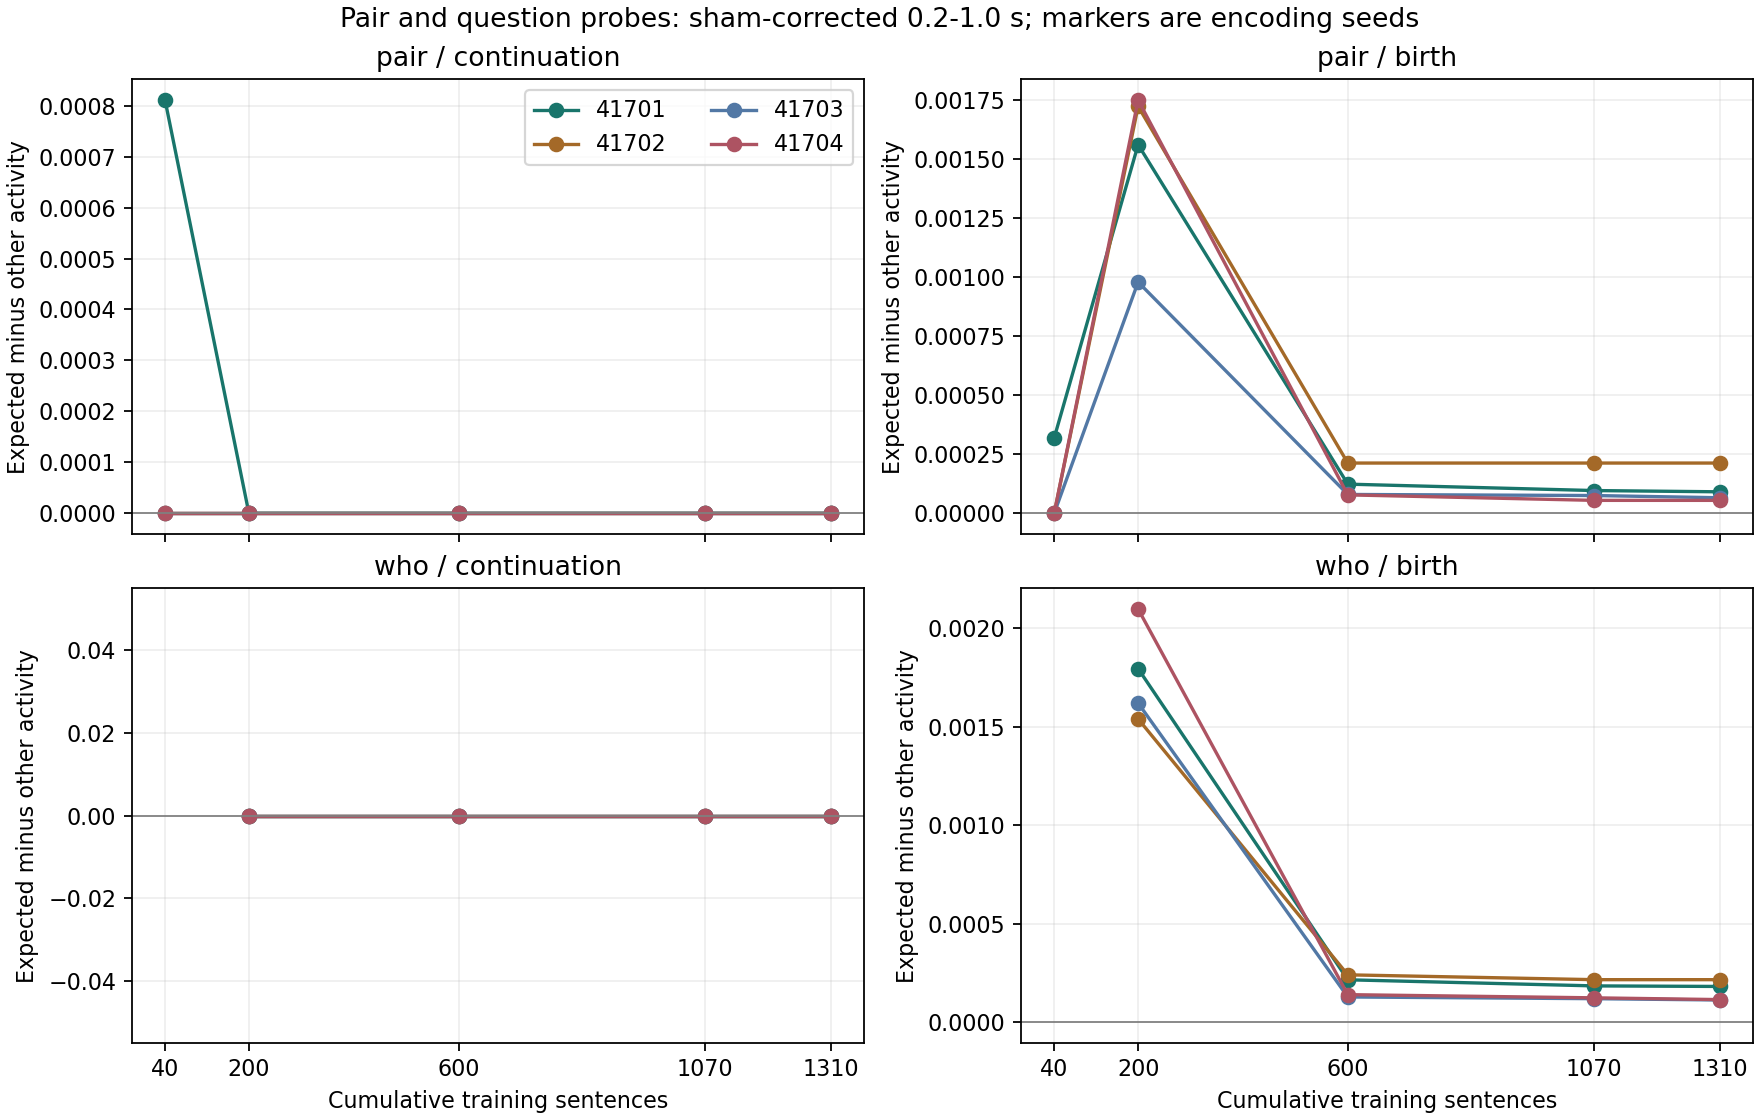 Pair and question probes: sham-corrected 0.2-1.0 s; markers are encoding seeds
pair / continuation
Expected minus other activity
0.0008
0.0007
0.0006
0.0005
0.0004
0.0003
0.0002
0.0001
0.0000
41701
41702
41703
41704
pair / birth
Expected minus other activity
0.00175
0.00150
0.00125
0.00100
0.00075
0.00050
0.00025
0.00000
who / continuation
Expected minus other activity
0.04
0.02
0.00
−0.02
−0.04
40 200 600 1070 1310
Cumulative training sentences
who / birth
Expected minus other activity
0.0020
0.0015
0.0010
0.0005
0.0000
40 200 600 1070 1310
Cumulative training sentences